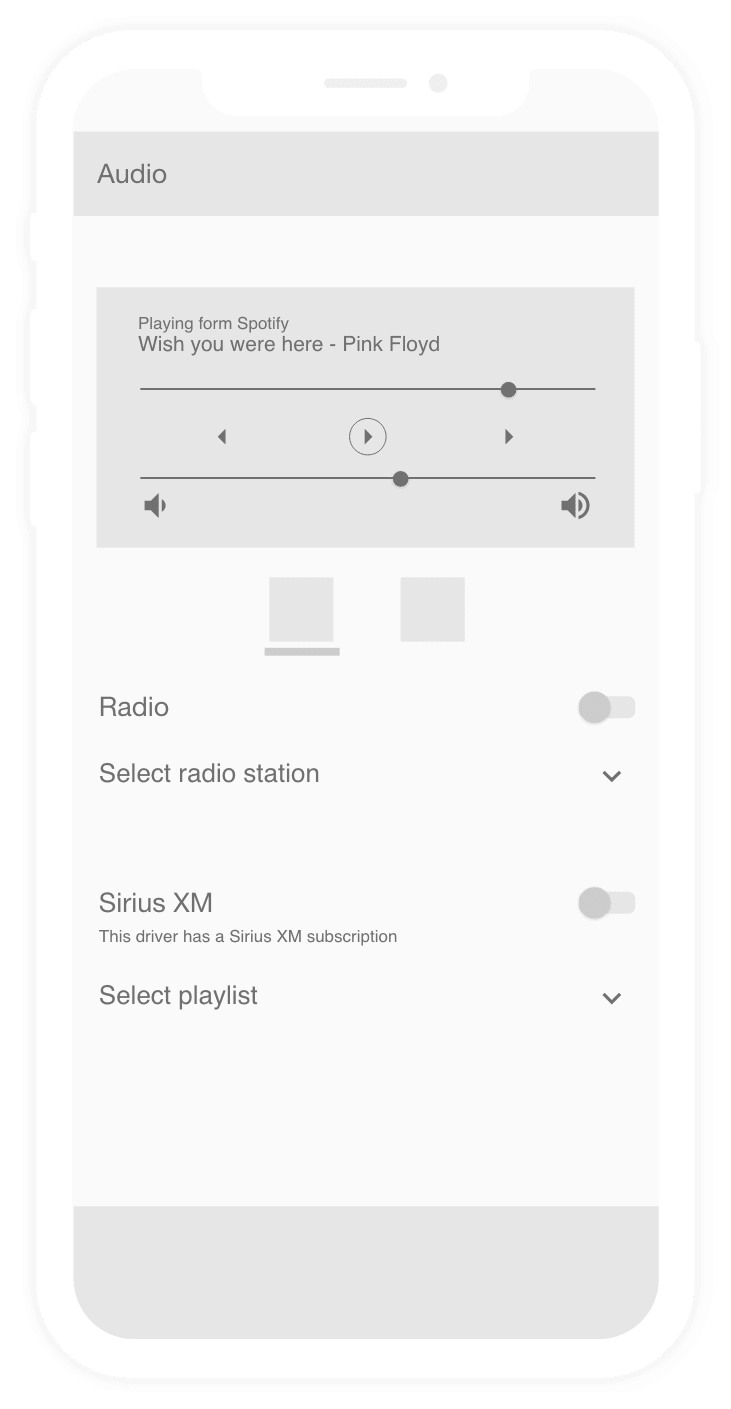 Audio
Playing form Spotify
Wish you were here - Pink Floyd
Radio
Select radio station
Sirius XM
This driver has a Sirius XM subscription
Select playlist